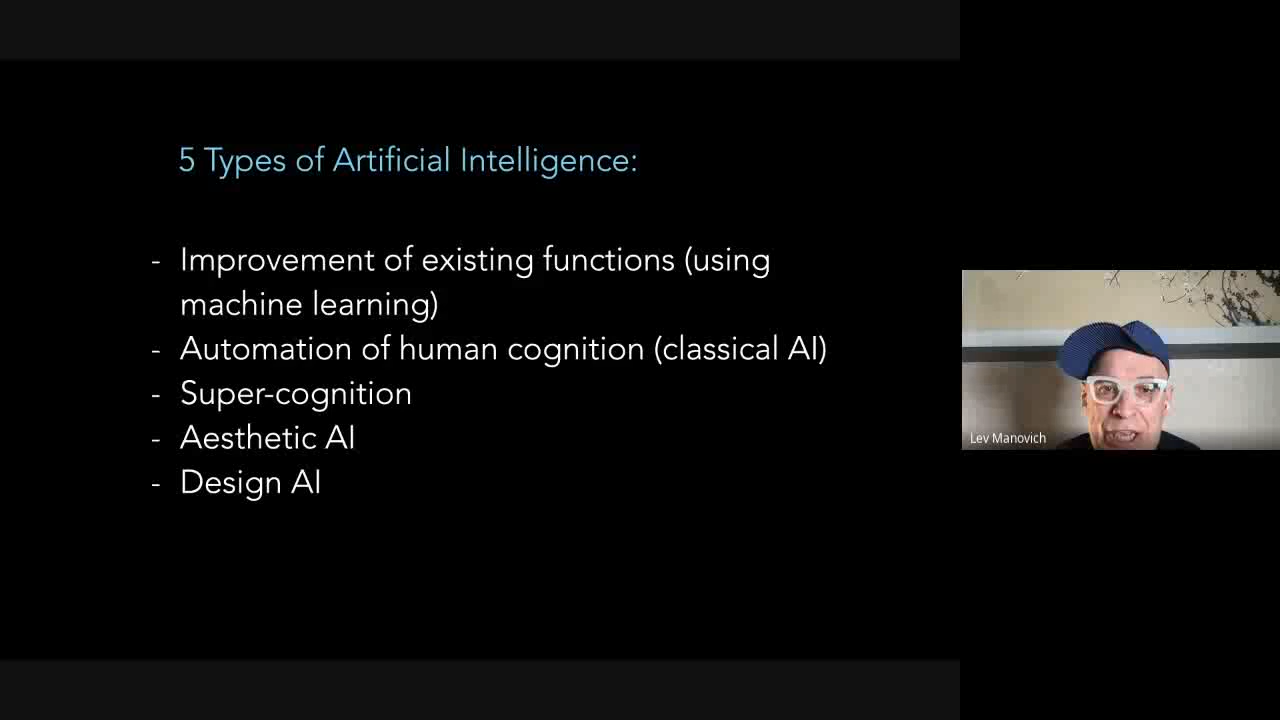 5 Types of Artificial Intelligence:
- Improvement of existing functions (using
machine learning)
- Automation of human cognition (classical AI)
- Super-cognition
- Aesthetic AI
- Design AI
Lev Manovich